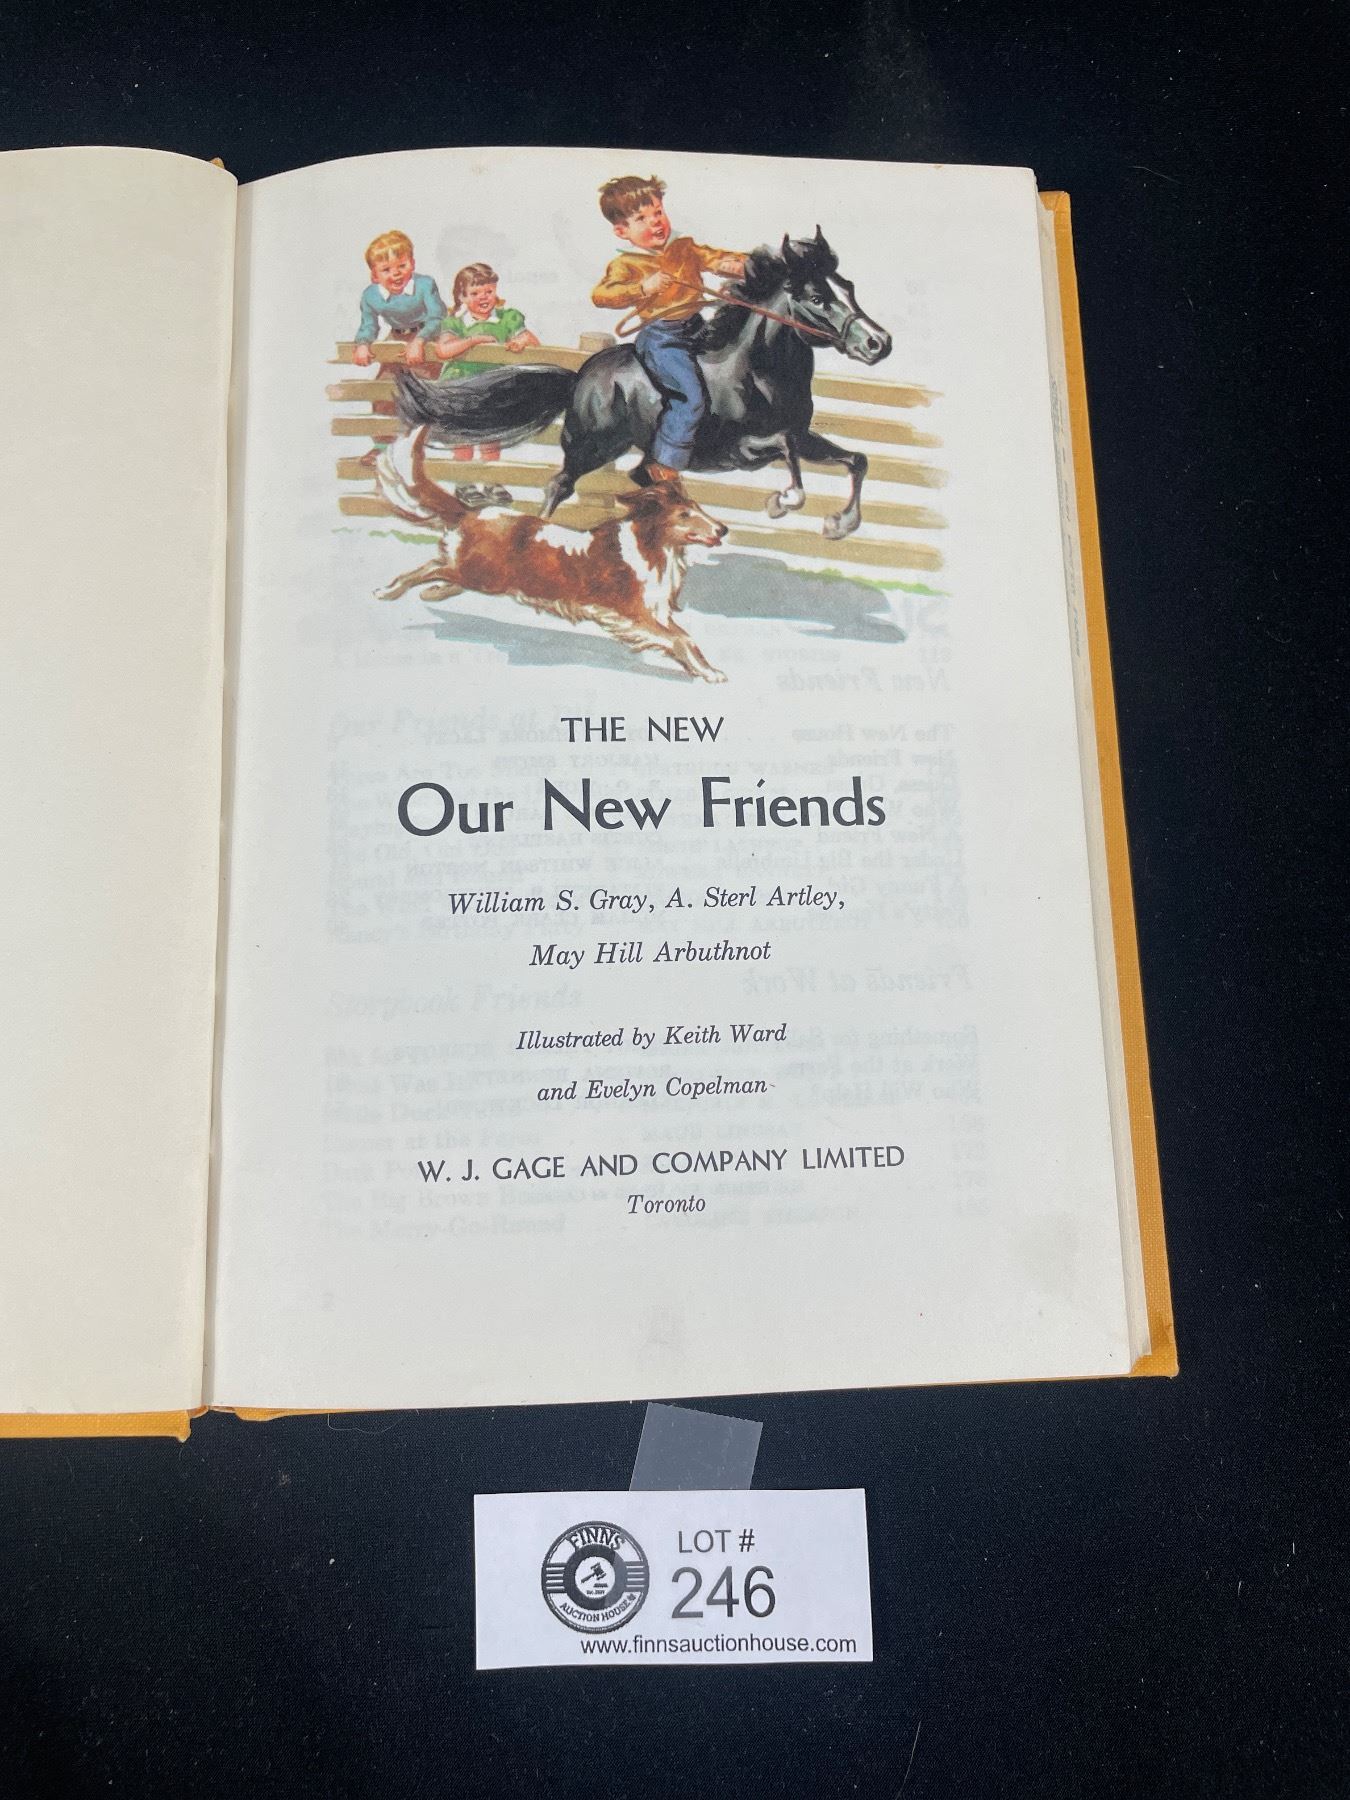 THE NEW
Our New Friends
William S. Gray, A. Sterl Artley,
May Hill Arbuthnot
Illustrated by Keith Ward
and Evelyn Copelman
W. J. GAGE AND COMPANY LIMITED
Toronto
FINNS
AUCTION HOUSE
LOT #
246
www.finnsauctionhouse.com